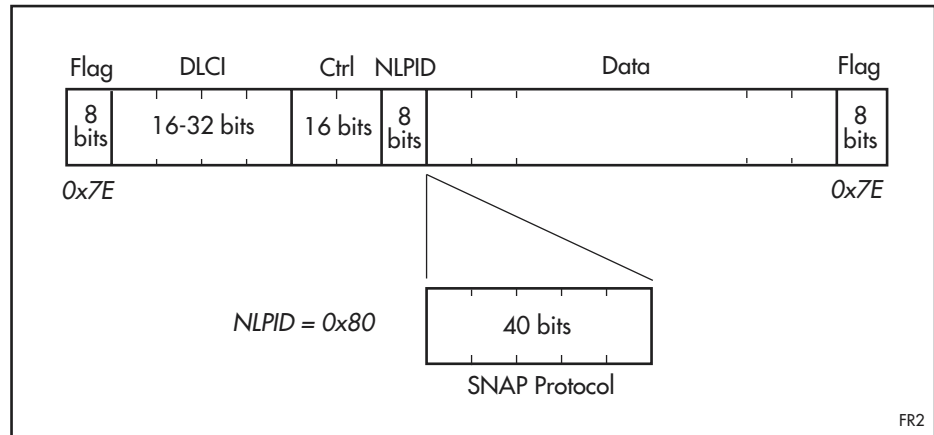 Flag DLCI Ctrl NLPID Data Flag
8 bits 16-32 bits 16 bits 8 bits 8 bits
0x7E 0x7E
NLPID = 0x80 40 bits
SNAP Protocol
FR2